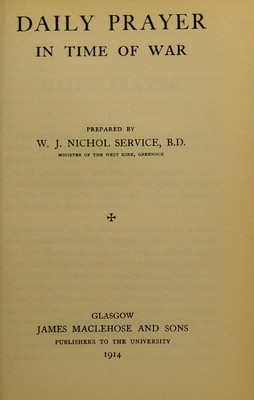 DAILY PRAYER
IN TIME OF WAR
PREPARED BY
W. J. NICHOL SERVICE, B.D.
MINISTER OF THE WEST KIRK, GREENOCK
GLASGOW
JAMES MACLEHOSE AND SONS
PUBLISHERS TO THE UNIVERSITY
1914